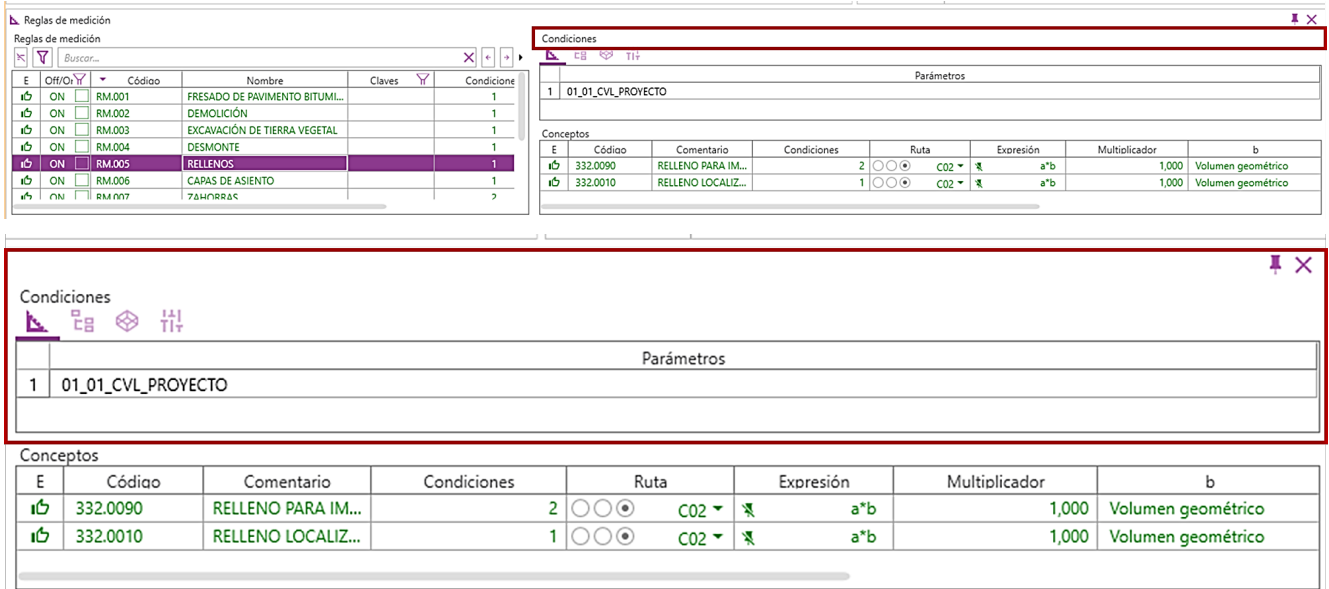 Reglas de medición
Reglas de medición
Buscar...
E Off/O Código Nombre Claves Condicione
ON RM.001 FRESADO DE PAVIMENTO BITUMI... 1
ON RM.002 DEMOLICIÓN 1
ON RM.003 EXCAVACIÓN DE TIERRA VEGETAL 1
ON RM.004 DESMONTE 1
ON RM.005 RELLENOS 1
ON RM.006 CAPAS DE ASIENTO 1
ON RM.007 ZAHORRAS 2
Condiciones
Parámetros
1 01_01_CVL_PROYECTO
Conceptos
E Código Comentario Condiciones Ruta Expresión Multiplicador b
332.0090 RELLENO PARA IM... 2 C02 a*b 1,000 Volumen geométrico
332.0010 RELLENO LOCALIZ... 1 C02 a*b 1,000 Volumen geométrico
Condiciones
Parámetros
1 01_01_CVL_PROYECTO
Conceptos
E Código Comentario Condiciones Ruta Expresión Multiplicador b
332.0090 RELLENO PARA IM... 2 C02 a*b 1,000 Volumen geométrico
332.0010 RELLENO LOCALIZ... 1 C02 a*b 1,000 Volumen geométrico